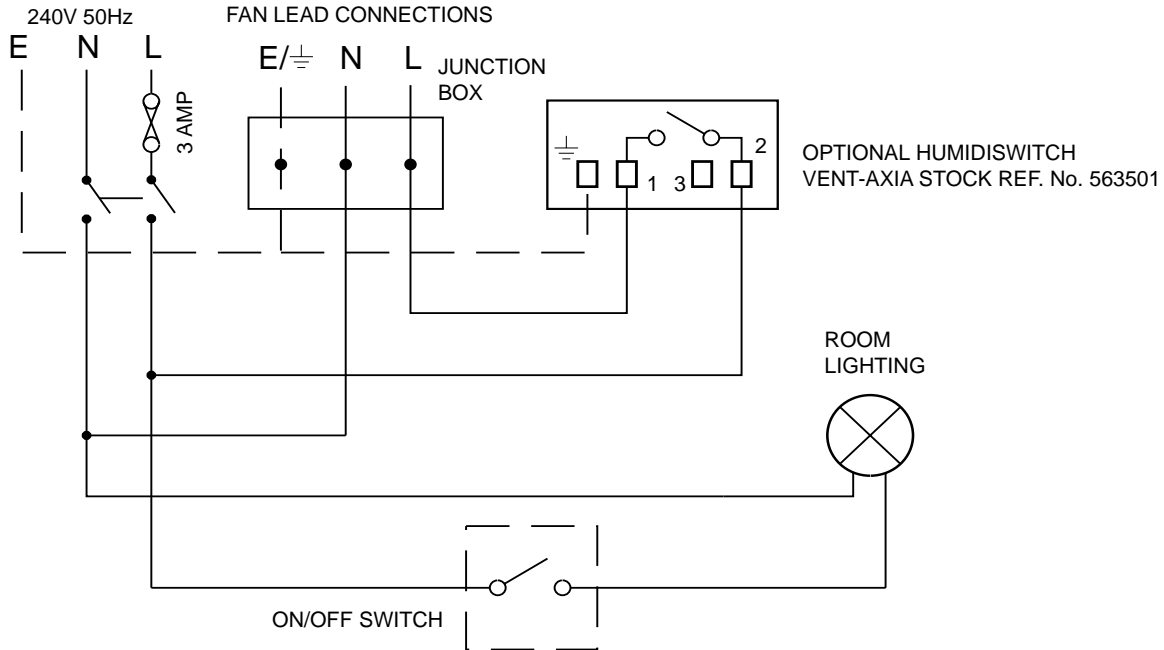 240V 50Hz
E N L
3 AMP
FAN LEAD CONNECTIONS
E/⏚ N L
JUNCTION
BOX
1 3 2
OPTIONAL HUMIDISWITCH
VENT-AXIA STOCK REF. No. 563501
ROOM
LIGHTING
ON/OFF SWITCH